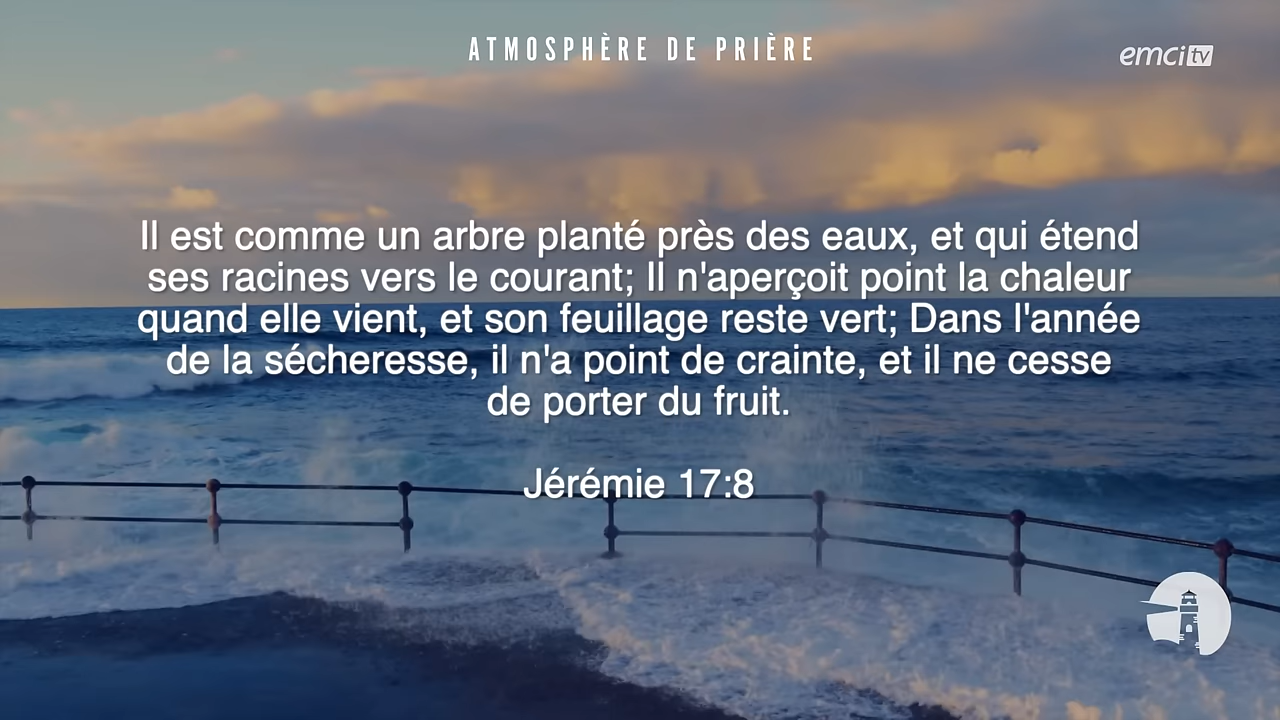 ATMOSPHÈRE DE PRIÈRE
emci tv
Il est comme un arbre planté près des eaux, et qui étend
ses racines vers le courant; Il n'aperçoit point la chaleur
quand elle vient, et son feuillage reste vert; Dans l'année
de la sécheresse, il n'a point de crainte, et il ne cesse
de porter du fruit.
Jérémie 17:8